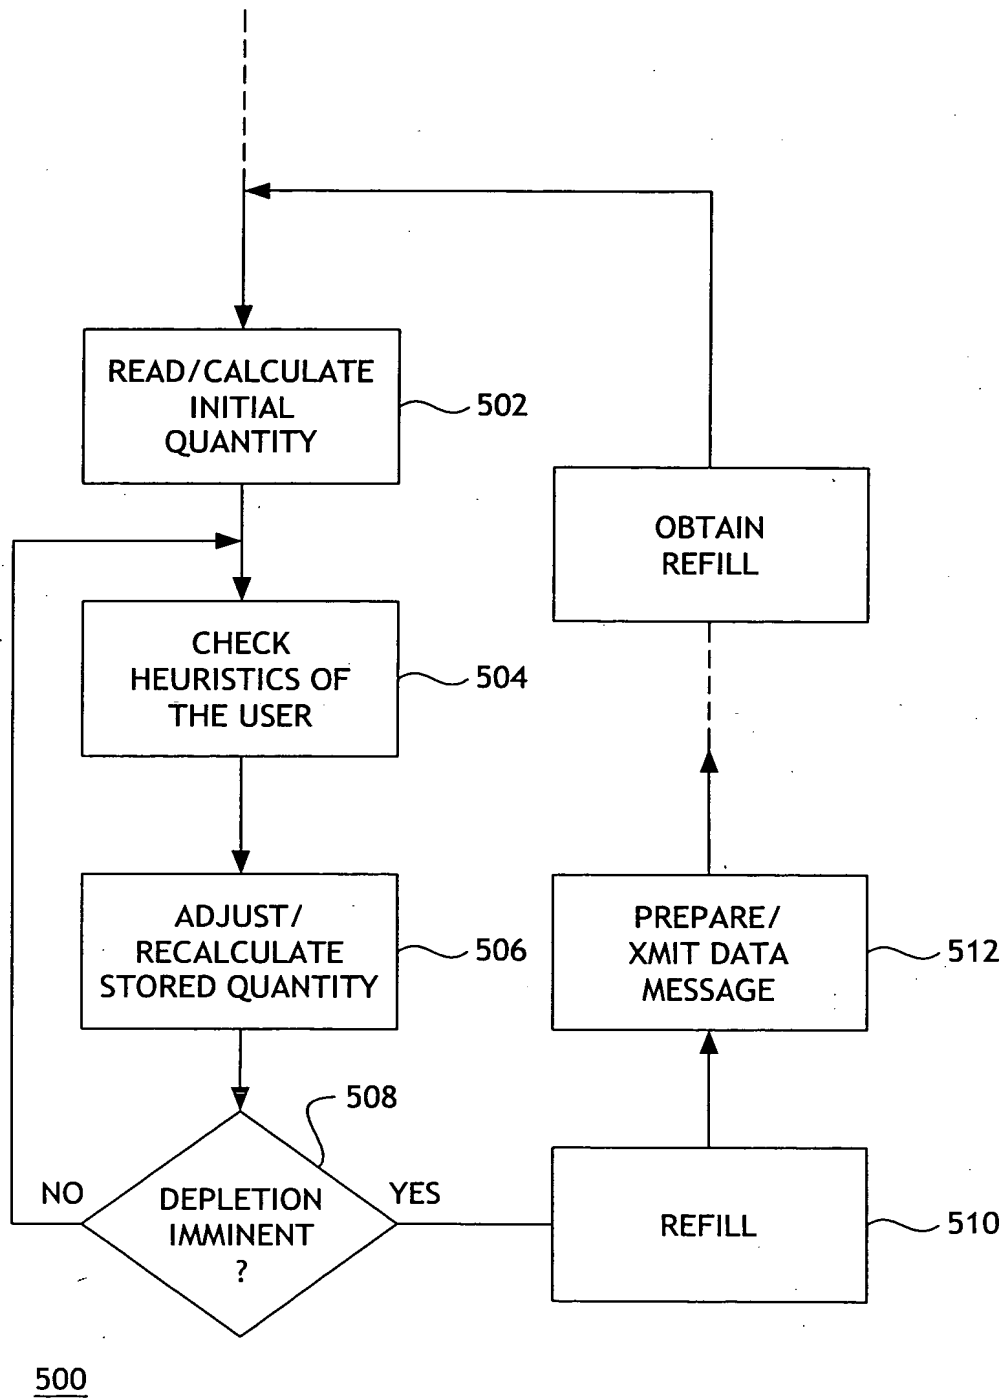 READ/CALCULATE
INITIAL
QUANTITY
502
OBTAIN
REFILL
CHECK
HEURISTICS OF
THE USER
504
ADJUST/
RECALCULATE
STORED QUANTITY
506
PREPARE/
XMIT DATA
MESSAGE
512
508
NO
DEPLETION
IMMINENT
?
YES
REFILL
510
500